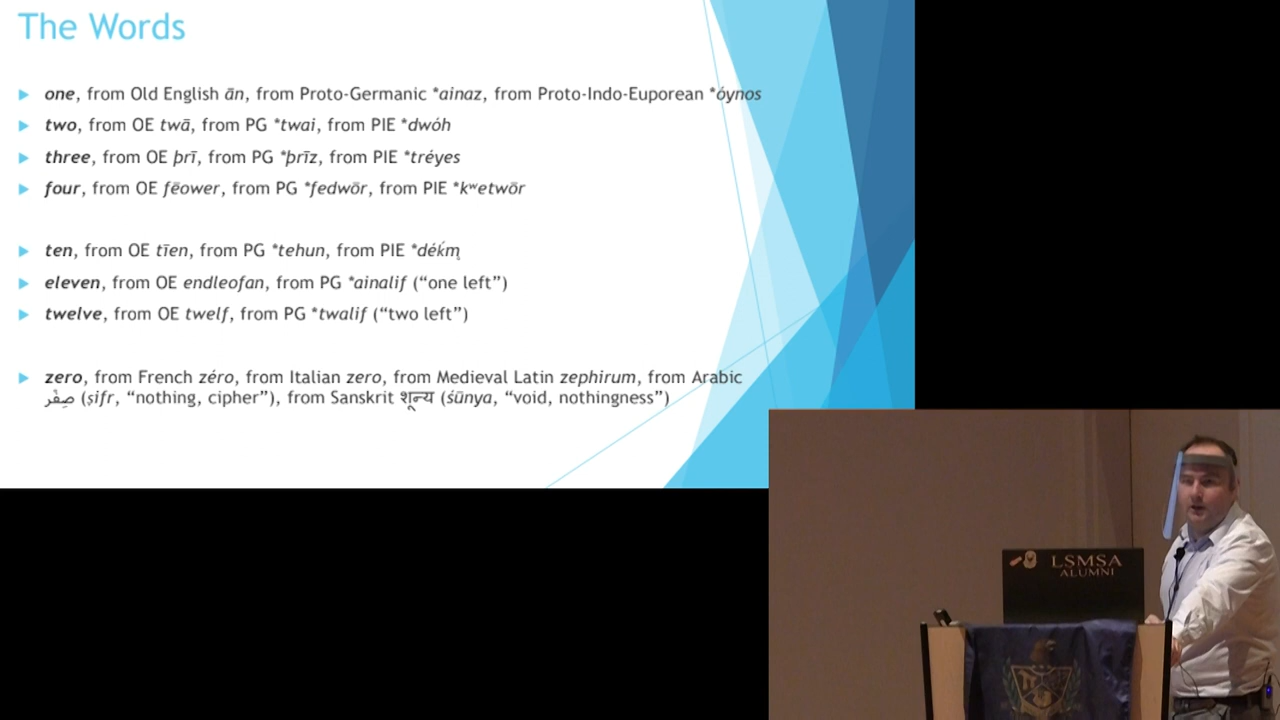 The Words
one, from Old English ān, from Proto-Germanic *ainaz, from Proto-Indo-Euporean *óynos
two, from OE twā, from PG *twai, from PIE *dwóh
three, from OE þrī, from PG *þrīz, from PIE *tréyes
four, from OE fēower, from PG *fedwōr, from PIE *kʷetwōr
ten, from OE tīen, from PG *tehun, from PIE *déḱm̥
eleven, from OE endleofan, from PG *ainalif (“one left”)
twelve, from OE twelf, from PG *twalif (“two left”)
zero, from French zéro, from Italian zero, from Medieval Latin zephirum, from Arabic
صِفْر (ṣifr, “nothing, cipher”), from Sanskrit शून्य (śūnya, “void, nothingness”)
LSMSA
ALUMNI